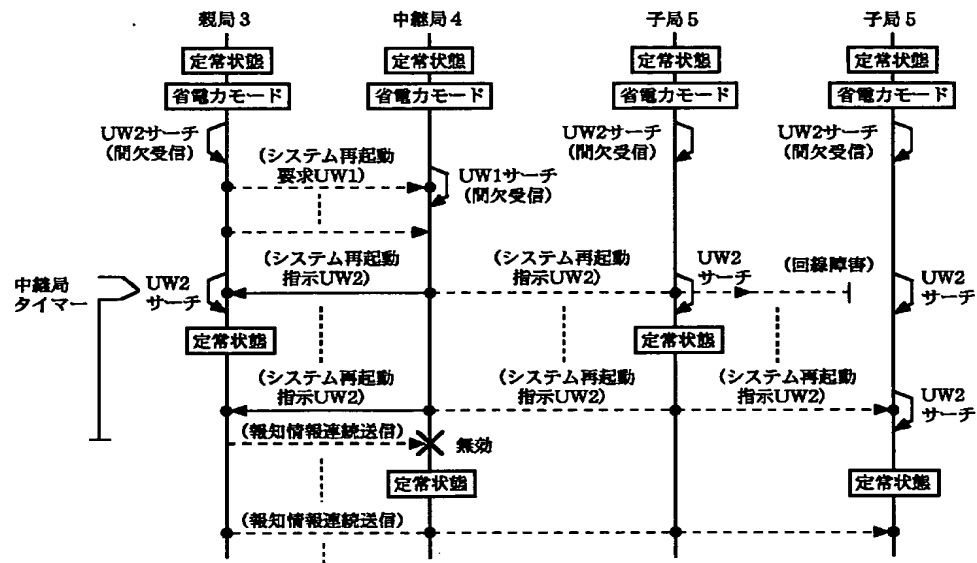 親局3
中継局4
子局5
子局5
定常状態
定常状態
定常状態
定常状態
省電力モード
省電力モード
省電力モード
省電力モード
UW2サーチ
(間欠受信)
(システム再起動
要求UW1)
UW1サーチ
(間欠受信)
UW2サーチ
(間欠受信)
UW2サーチ
(間欠受信)
中継局
タイマー
UW2
サーチ
(システム再起動
指示UW2)
(システム再起動
指示UW2)
UW2
サーチ
(回線障害)
UW2
サーチ
定常状態
定常状態
(システム再起動
指示UW2)
(システム再起動
指示UW2)
(システム再起動
指示UW2)
UW2
サーチ
(報知情報連続送信)
無効
定常状態
定常状態
(報知情報連続送信)